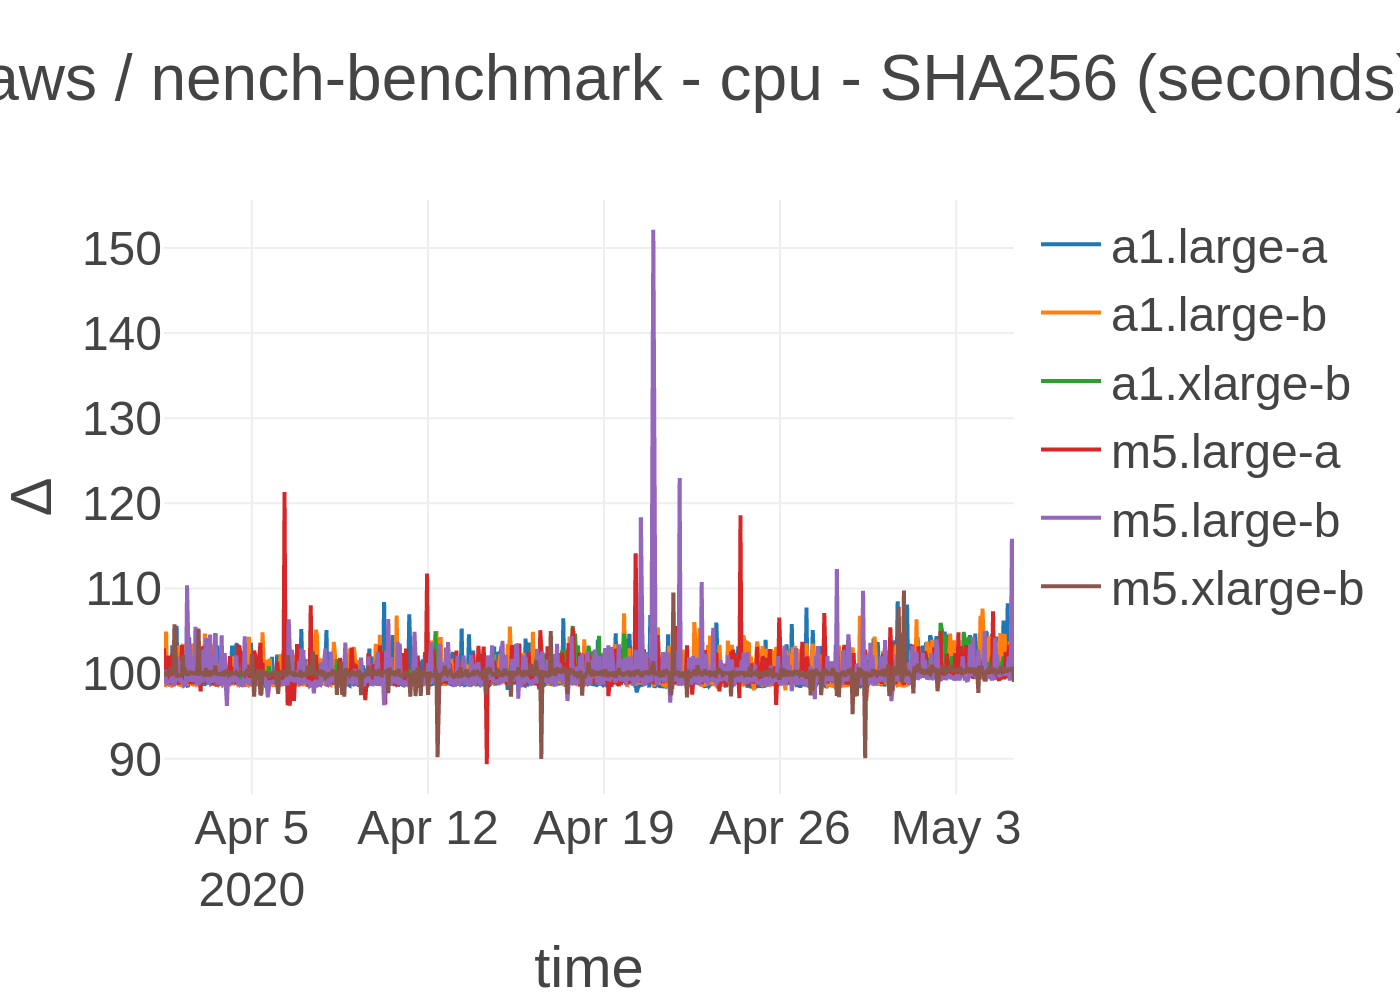 aws / nench-benchmark - cpu - SHA256 (seconds)
150
140
130
120
110
100
90
Δ
Apr 5
2020
Apr 12
Apr 19
Apr 26
May 3
time
a1.large-a
a1.large-b
a1.xlarge-b
m5.large-a
m5.large-b
m5.xlarge-b